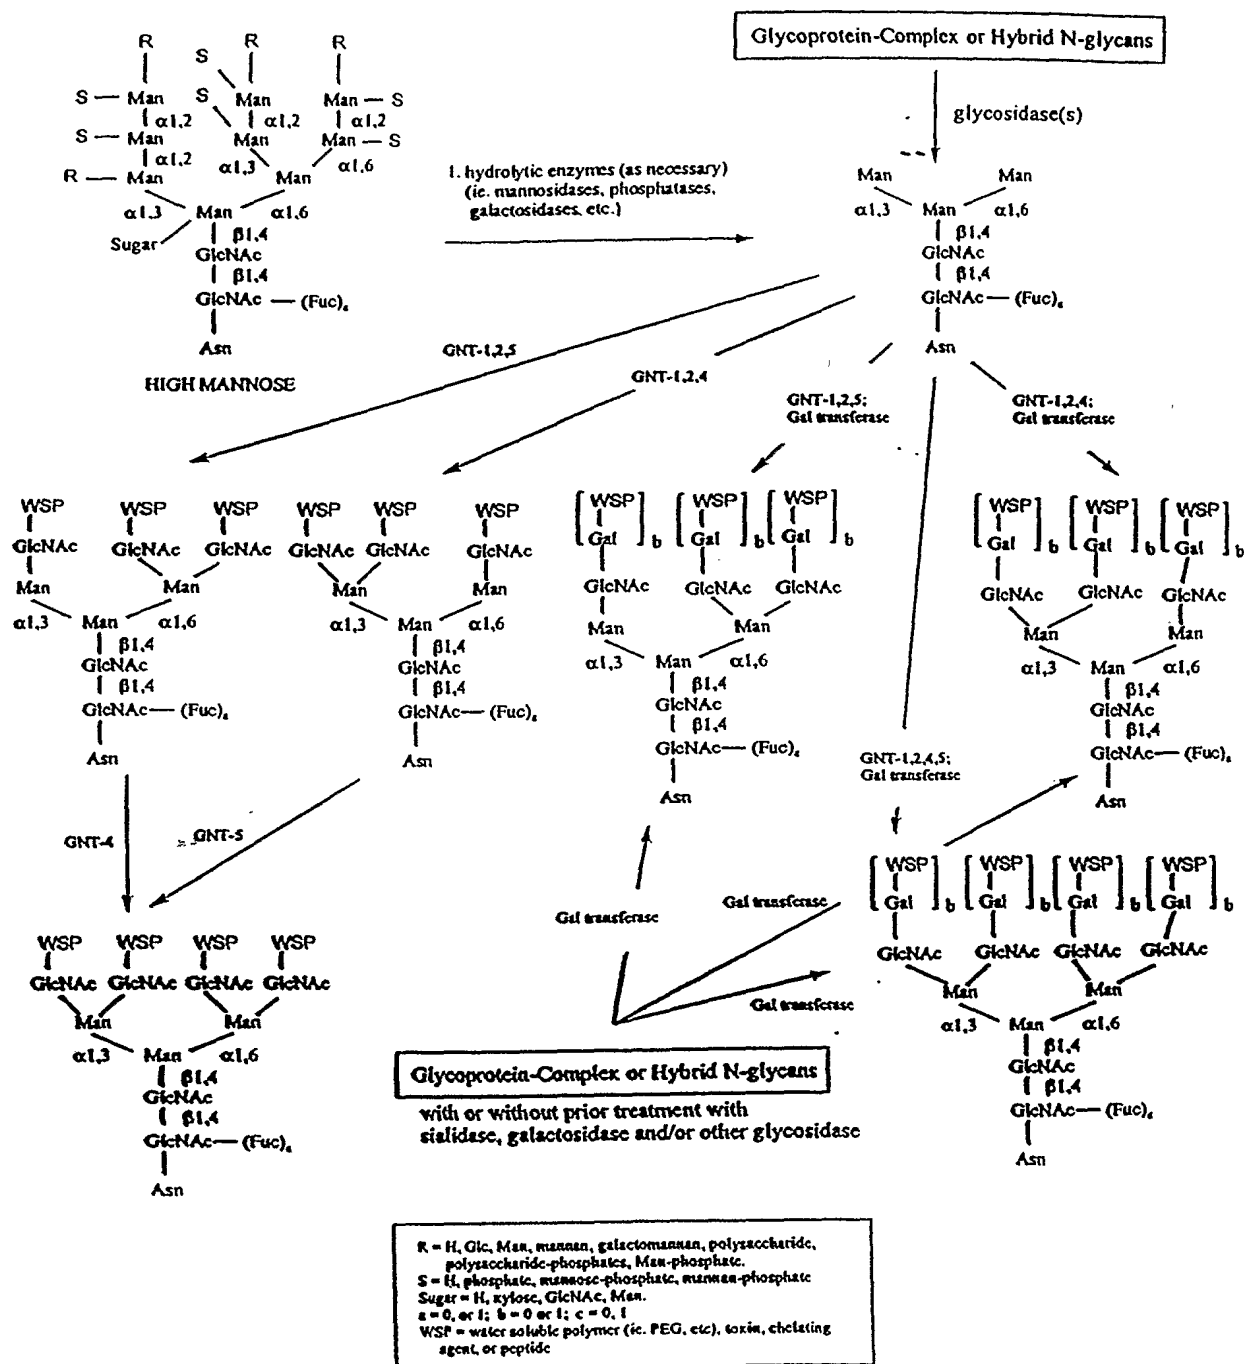 Glycoprotein-Complex or Hybrid N-glycans
glycosidase(s)
R R R
S
S — Man S Man Man — S
α1,2 α1,2 α1,2
S — Man Man Man — S
α1,2 α1,3 α1,6
R — Man Man
α1,3 Man α1,6
Sugar β1,4
GlcNAc
β1,4
GlcNAc — (Fuc)
Asn
HIGH MANNOSE
1. hydrolytic enzymes (as necessary)
(ie. mannosidases, phosphatases,
galactosidases, etc.)
Man Man
α1,3 Man α1,6
β1,4
GlcNAc
β1,4
GlcNAc — (Fuc)
Asn
GNT-1,2,5
GNT-1,2,4
GNT-1,2,5;
Gal transferase
GNT-1,2,4;
Gal transferase
WSP WSP WSP
GlcNAc GlcNAc GlcNAc
Man Man
α1,3 Man α1,6
β1,4
GlcNAc
β1,4
GlcNAc — (Fuc)
Asn
WSP WSP WSP
GlcNAc GlcNAc GlcNAc
Man Man
α1,3 Man α1,6
β1,4
GlcNAc
β1,4
GlcNAc — (Fuc)
Asn
[WSP [WSP [WSP
Gal]b Gal]b Gal]b
GlcNAc GlcNAc GlcNAc
Man Man
α1,3 Man α1,6
β1,4
GlcNAc
β1,4
GlcNAc — (Fuc)
Asn
[WSP [WSP [WSP
Gal]b Gal]b Gal]b
GlcNAc GlcNAc GlcNAc
Man Man
α1,3 Man α1,6
β1,4
GlcNAc
β1,4
GlcNAc — (Fuc)
Asn
GNT-4
GNT-5
GNT-1,2,4,5;
Gal transferase
WSP WSP WSP WSP
GlcNAc GlcNAc GlcNAc GlcNAc
Man Man
α1,3 Man α1,6
β1,4
GlcNAc
β1,4
GlcNAc — (Fuc)
Asn
Gal transferase
Gal transferase
Gal transferase
[WSP [WSP [WSP [WSP
Gal]b Gal]b Gal]b Gal]b
GlcNAc GlcNAc GlcNAc GlcNAc
Man Man
α1,3 Man α1,6
β1,4
GlcNAc
β1,4
GlcNAc — (Fuc)
Asn
Glycoprotein-Complex or Hybrid N-glycans
with or without prior treatment with
sialidase, galactosidase and/or other glycosidase
R = H, Glc, Man, mannan, galactomannan, polysaccharide,
polysaccharide-phosphates, Man-phosphate.
S = H, phosphate, mannose-phosphate, mannan-phosphate
Sugar = H, xylose, GlcNAc, Man.
a = 0, or 1; b = 0 or 1; c = 0, 1
WSP = water soluble polymer (ie. PEG, etc), toxin, chelating
agent, or peptide